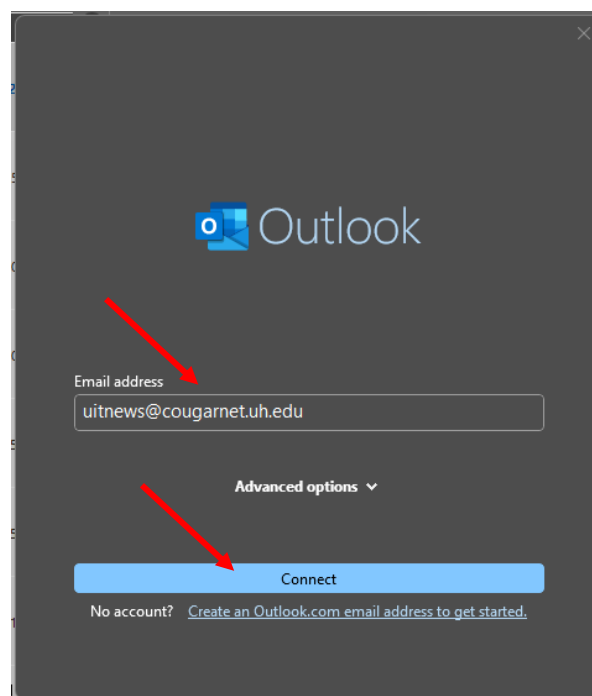 Outlook
Email address
uitnews@cougarnet.uh.edu
Advanced options
Connect
No account? Create an Outlook.com email address to get started.